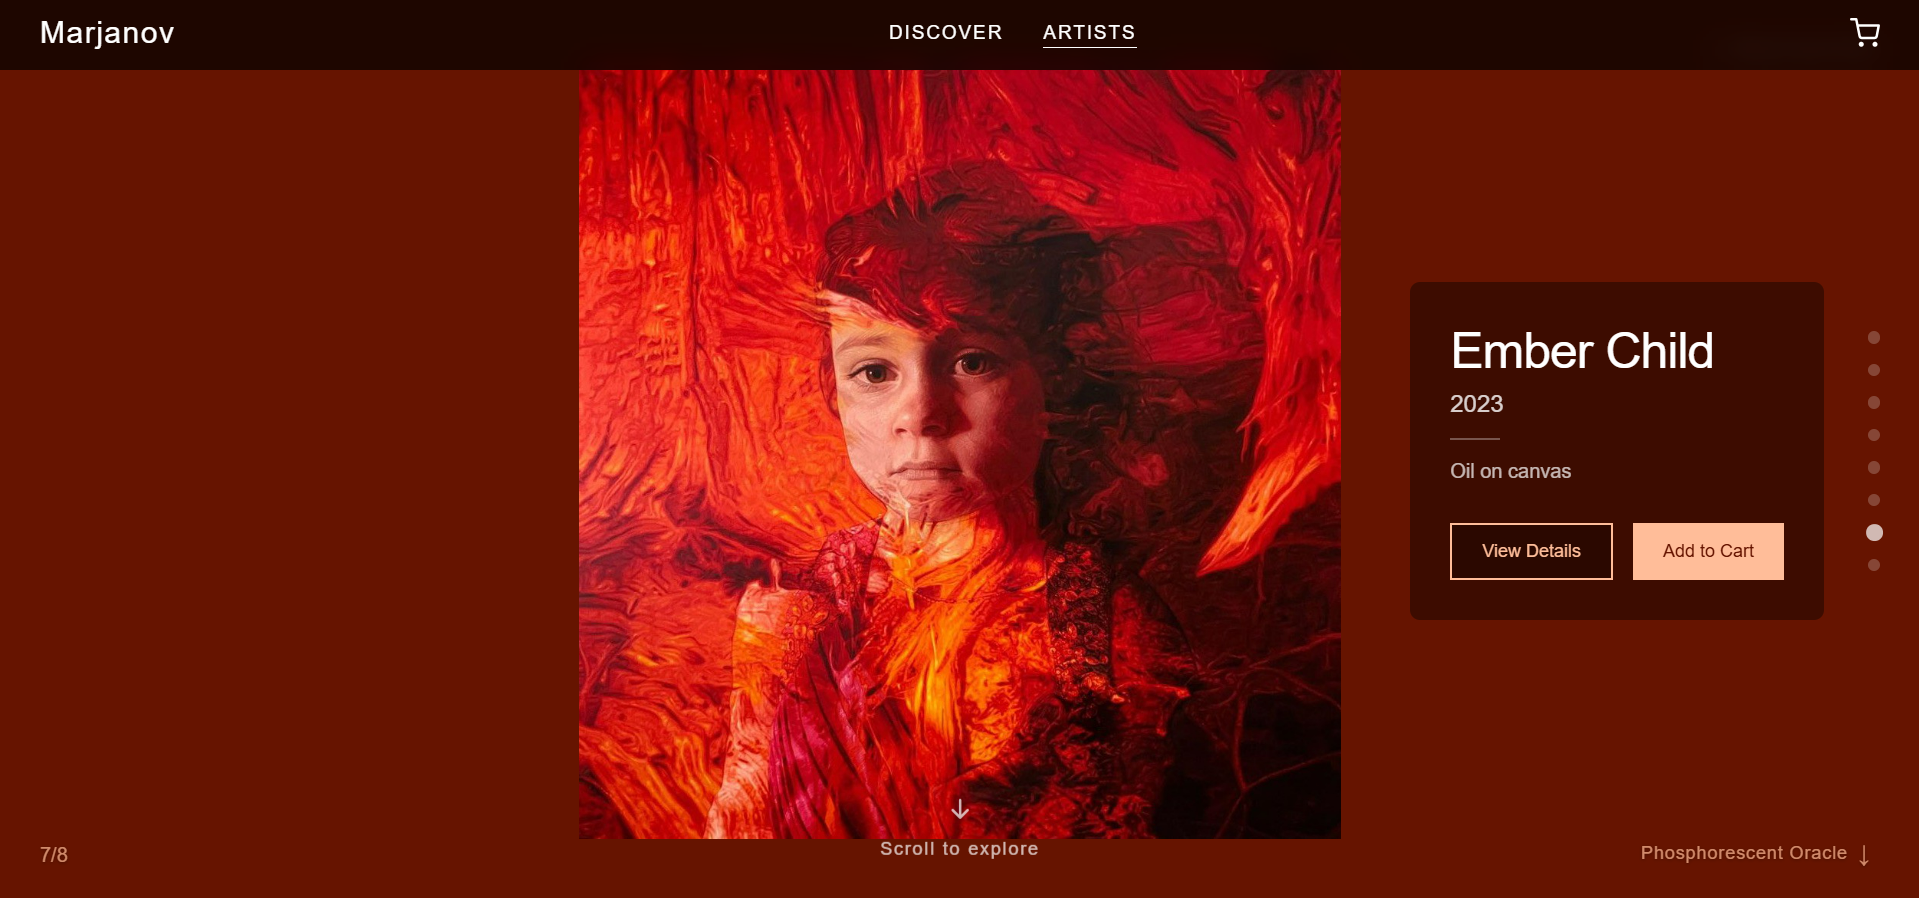 Marjanov
DISCOVER
ARTISTS
Ember Child
2023
Oil on canvas
View Details
Add to Cart
Scroll to explore
7/8
Phosphorescent Oracle ↓